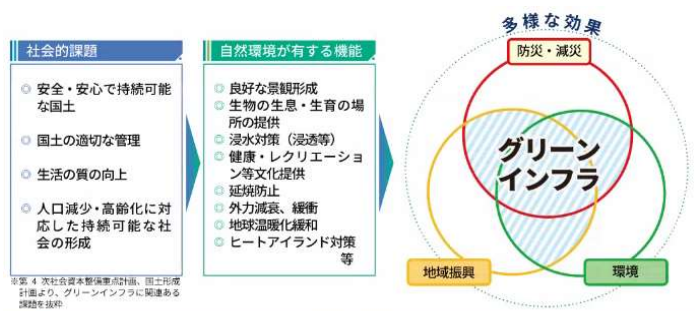 社会的課題
◎ 安全・安心で持続可能
な国土
◎ 国土の適切な管理
◎ 生活の質の向上
◎ 人口減少・高齢化に対
応した持続可能な社
会の形成
※第 4 次社会資本整備重点計画、国土形成
計画より、グリーンインフラに関連ある
課題を抜粋
自然環境が有する機能
◎ 良好な景観形成
◎ 生物の生息・生育の場
所の提供
◎ 浸水対策（浸透等）
◎ 健康・レクリエーショ
ン等文化提供
◎ 延焼防止
◎ 外力減衰、緩衝
◎ 地球温暖化緩和
◎ ヒートアイランド対策
等
多様な効果
防災・減災
グリーン
インフラ
地域振興
環境